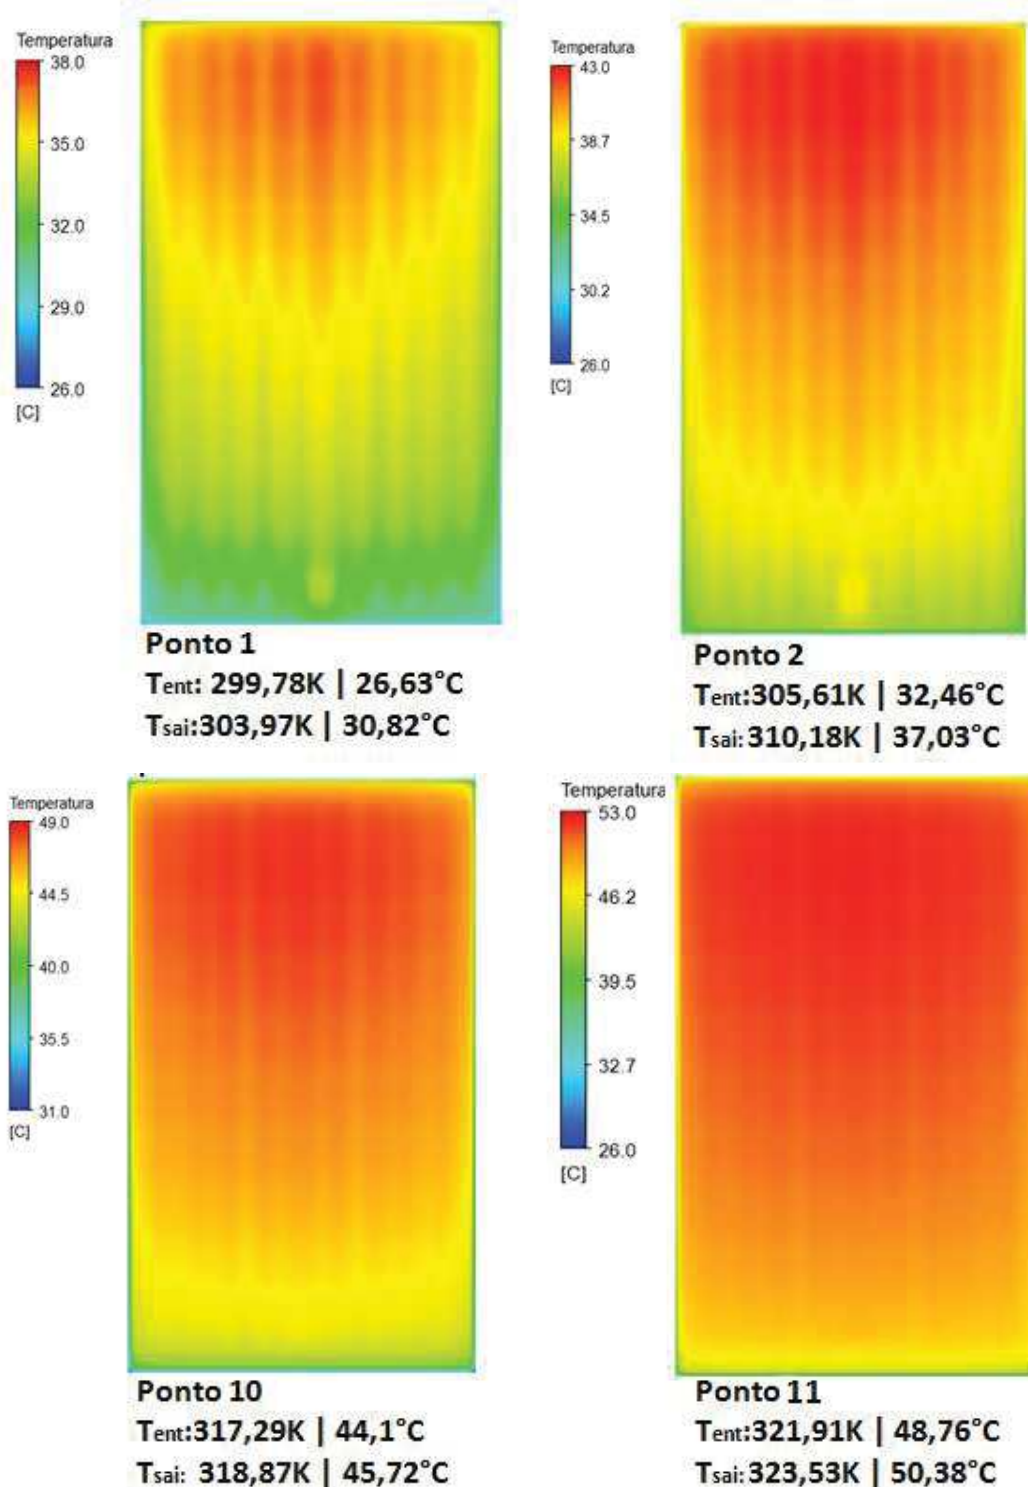 Temperatura
38.0
35.0
32.0
29.0
26.0
[C]
Ponto 1
Tent: 299,78K | 26,63°C
Tsai:303,97K | 30,82°C
Temperatura
43.0
38.7
34.5
30.2
26.0
[C]
Ponto 2
Tent:305,61K | 32,46°C
Tsai: 310,18K | 37,03°C
Temperatura
49.0
44.5
40.0
35.5
31.0
[C]
Ponto 10
Tent:317,29K | 44,1°C
Tsai: 318,87K | 45,72°C
Temperatura
53.0
46.2
39.5
32.7
26.0
[C]
Ponto 11
Tent:321,91K | 48,76°C
Tsai: 323,53K | 50,38°C